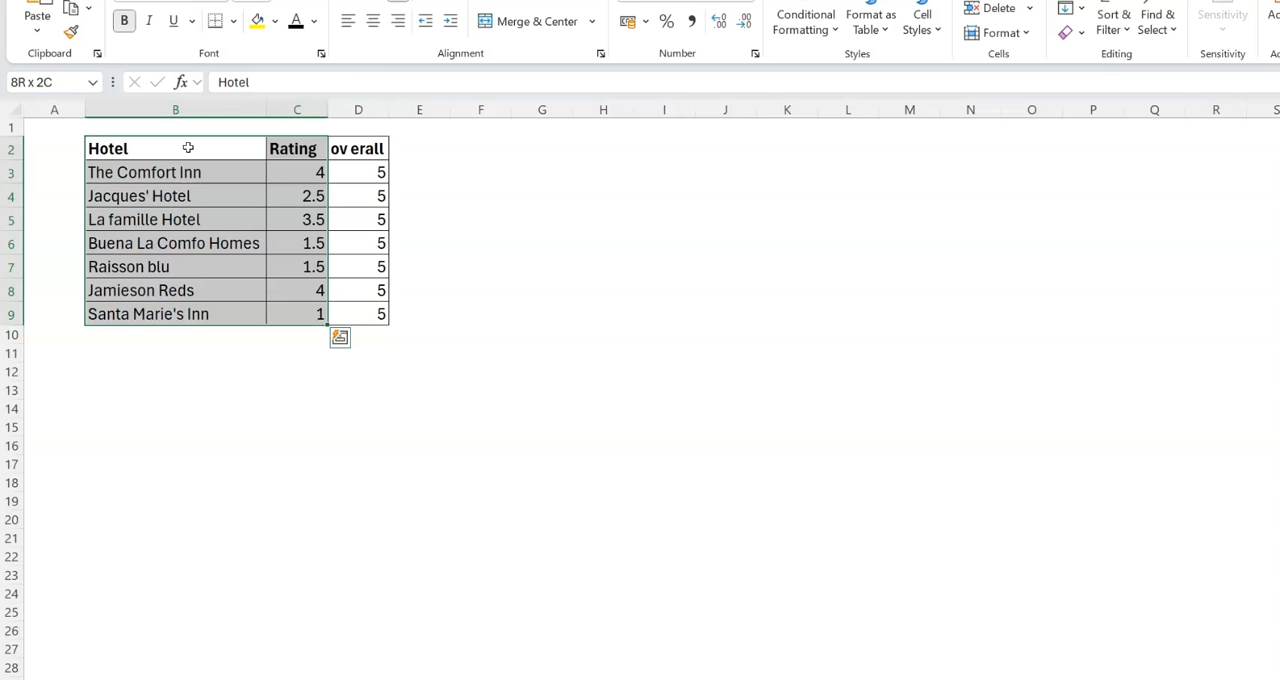 Paste
B I U A
Merge & Center
% 9
Conditional Formatting
Format as Table
Cell Styles
Delete
Format
Sort & Filter
Find & Select
Sensitivity
Clipboard Font Alignment Number Styles Cells Editing Sensitivity
8R x 2C fx Hotel
A B C D E F G H I J K L M N O P Q R S
1
2 Hotel Rating ov erall
3 The Comfort Inn 4 5
4 Jacques' Hotel 2.5 5
5 La famille Hotel 3.5 5
6 Buena La Comfo Homes 1.5 5
7 Raisson blu 1.5 5
8 Jamieson Reds 4 5
9 Santa Marie's Inn 1 5
10
11
12
13
14
15
16
17
18
19
20
21
22
23
24
25
26
27
28